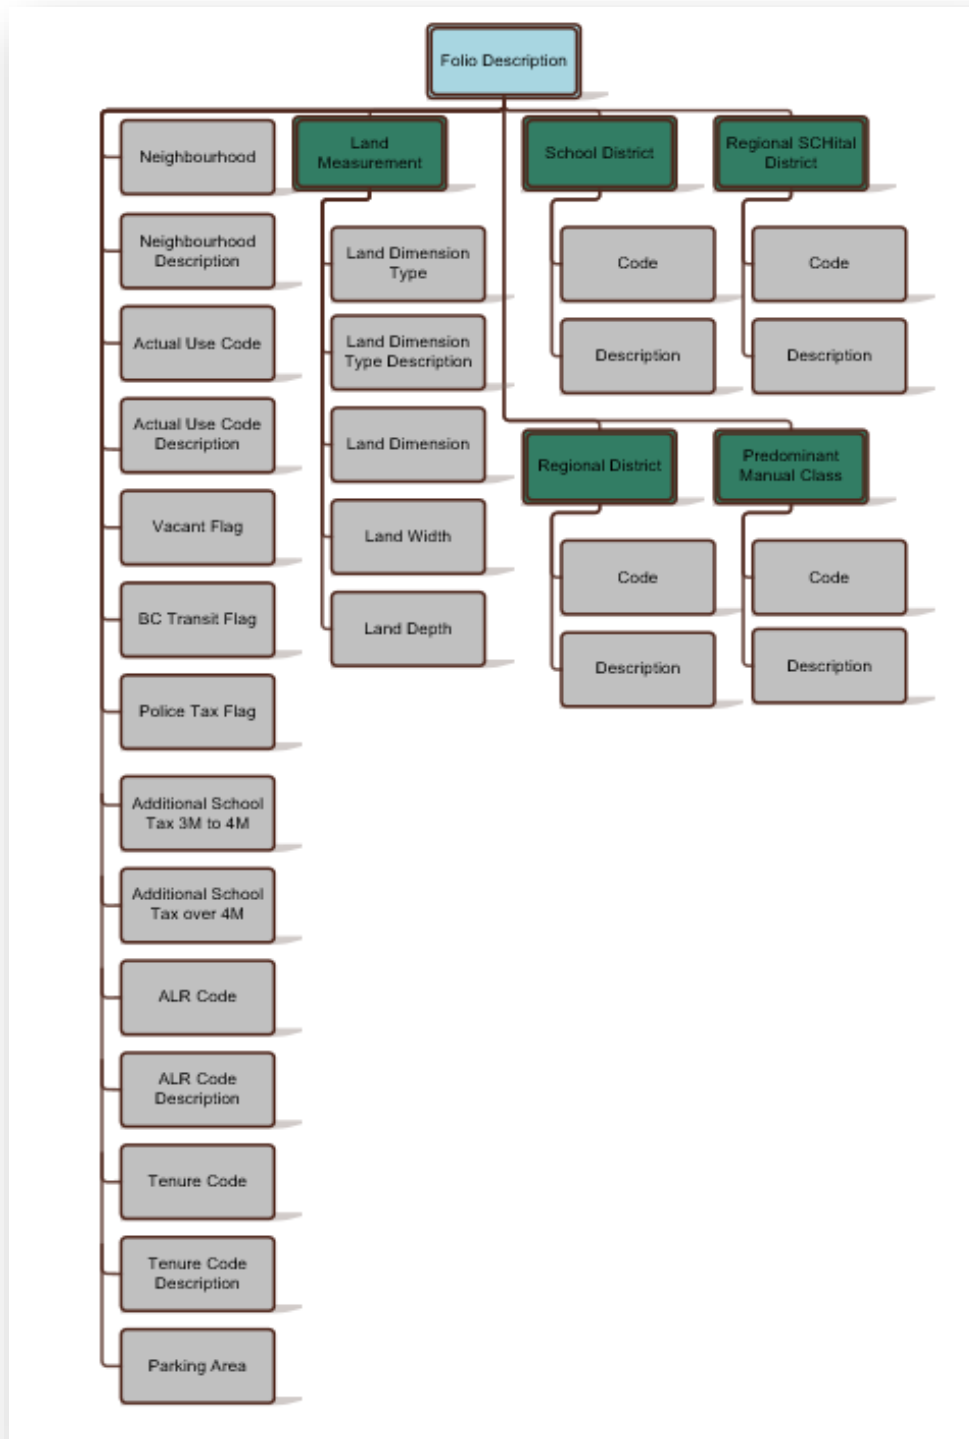 Folio Description
Neighbourhood
Neighbourhood
Description
Actual Use Code
Actual Use Code
Description
Vacant Flag
BC Transit Flag
Police Tax Flag
Additional School
Tax 3M to 4M
Additional School
Tax over 4M
ALR Code
ALR Code
Description
Tenure Code
Tenure Code
Description
Parking Area
Land
Measurement
Land Dimension
Type
Land Dimension
Type Description
Land Dimension
Land Width
Land Depth
School District
Code
Description
Regional SCHital
District
Code
Description
Regional District
Code
Description
Predominant
Manual Class
Code
Description